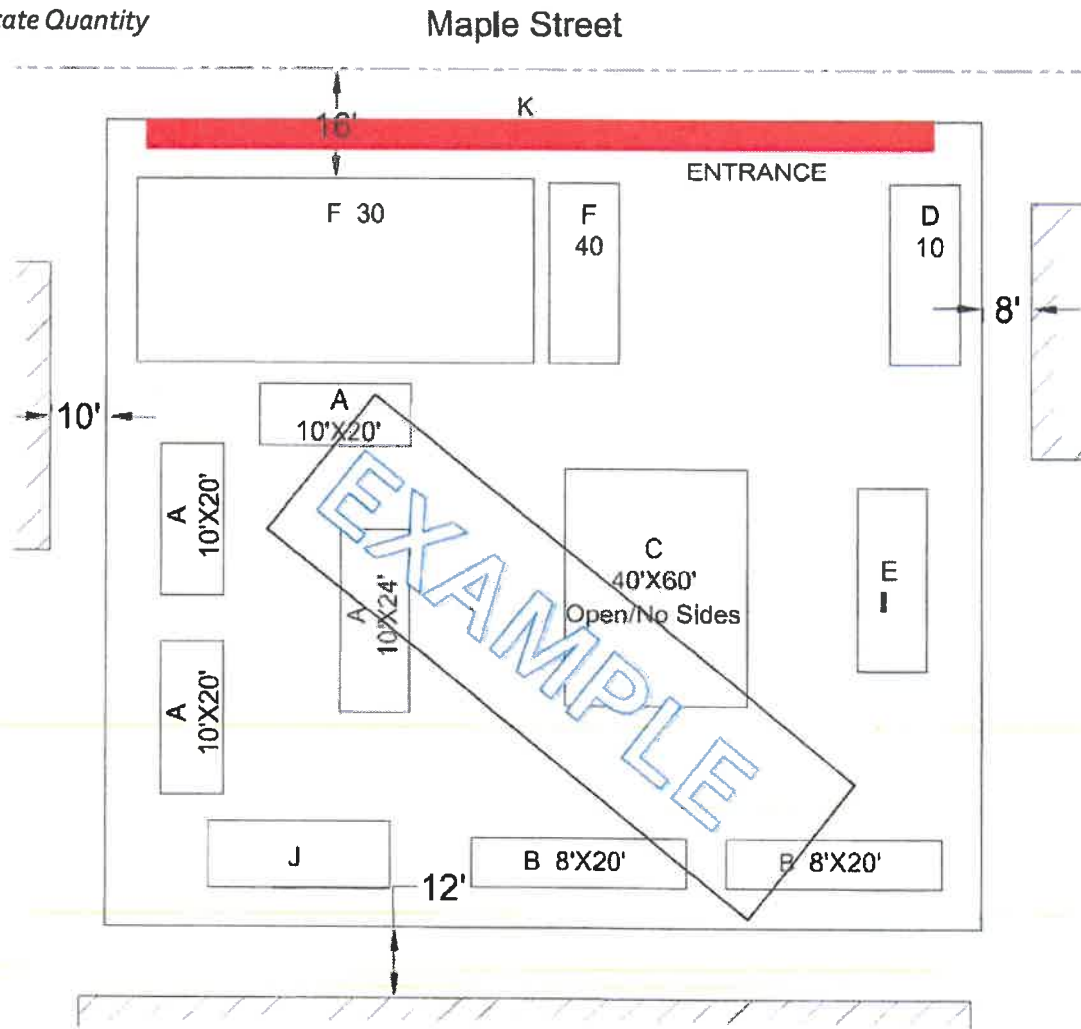 ate Quantity
Maple Street
K
16'
ENTRANCE
F 30
F
40
D
10
8'
10'
A
10'X20'
A
10'X20'
EXAMPLE
C
40'X60'
Open/No Sides
E
A
10'X24'
A
10'X20'
J
12'
B 8'X20'
B 8'X20'